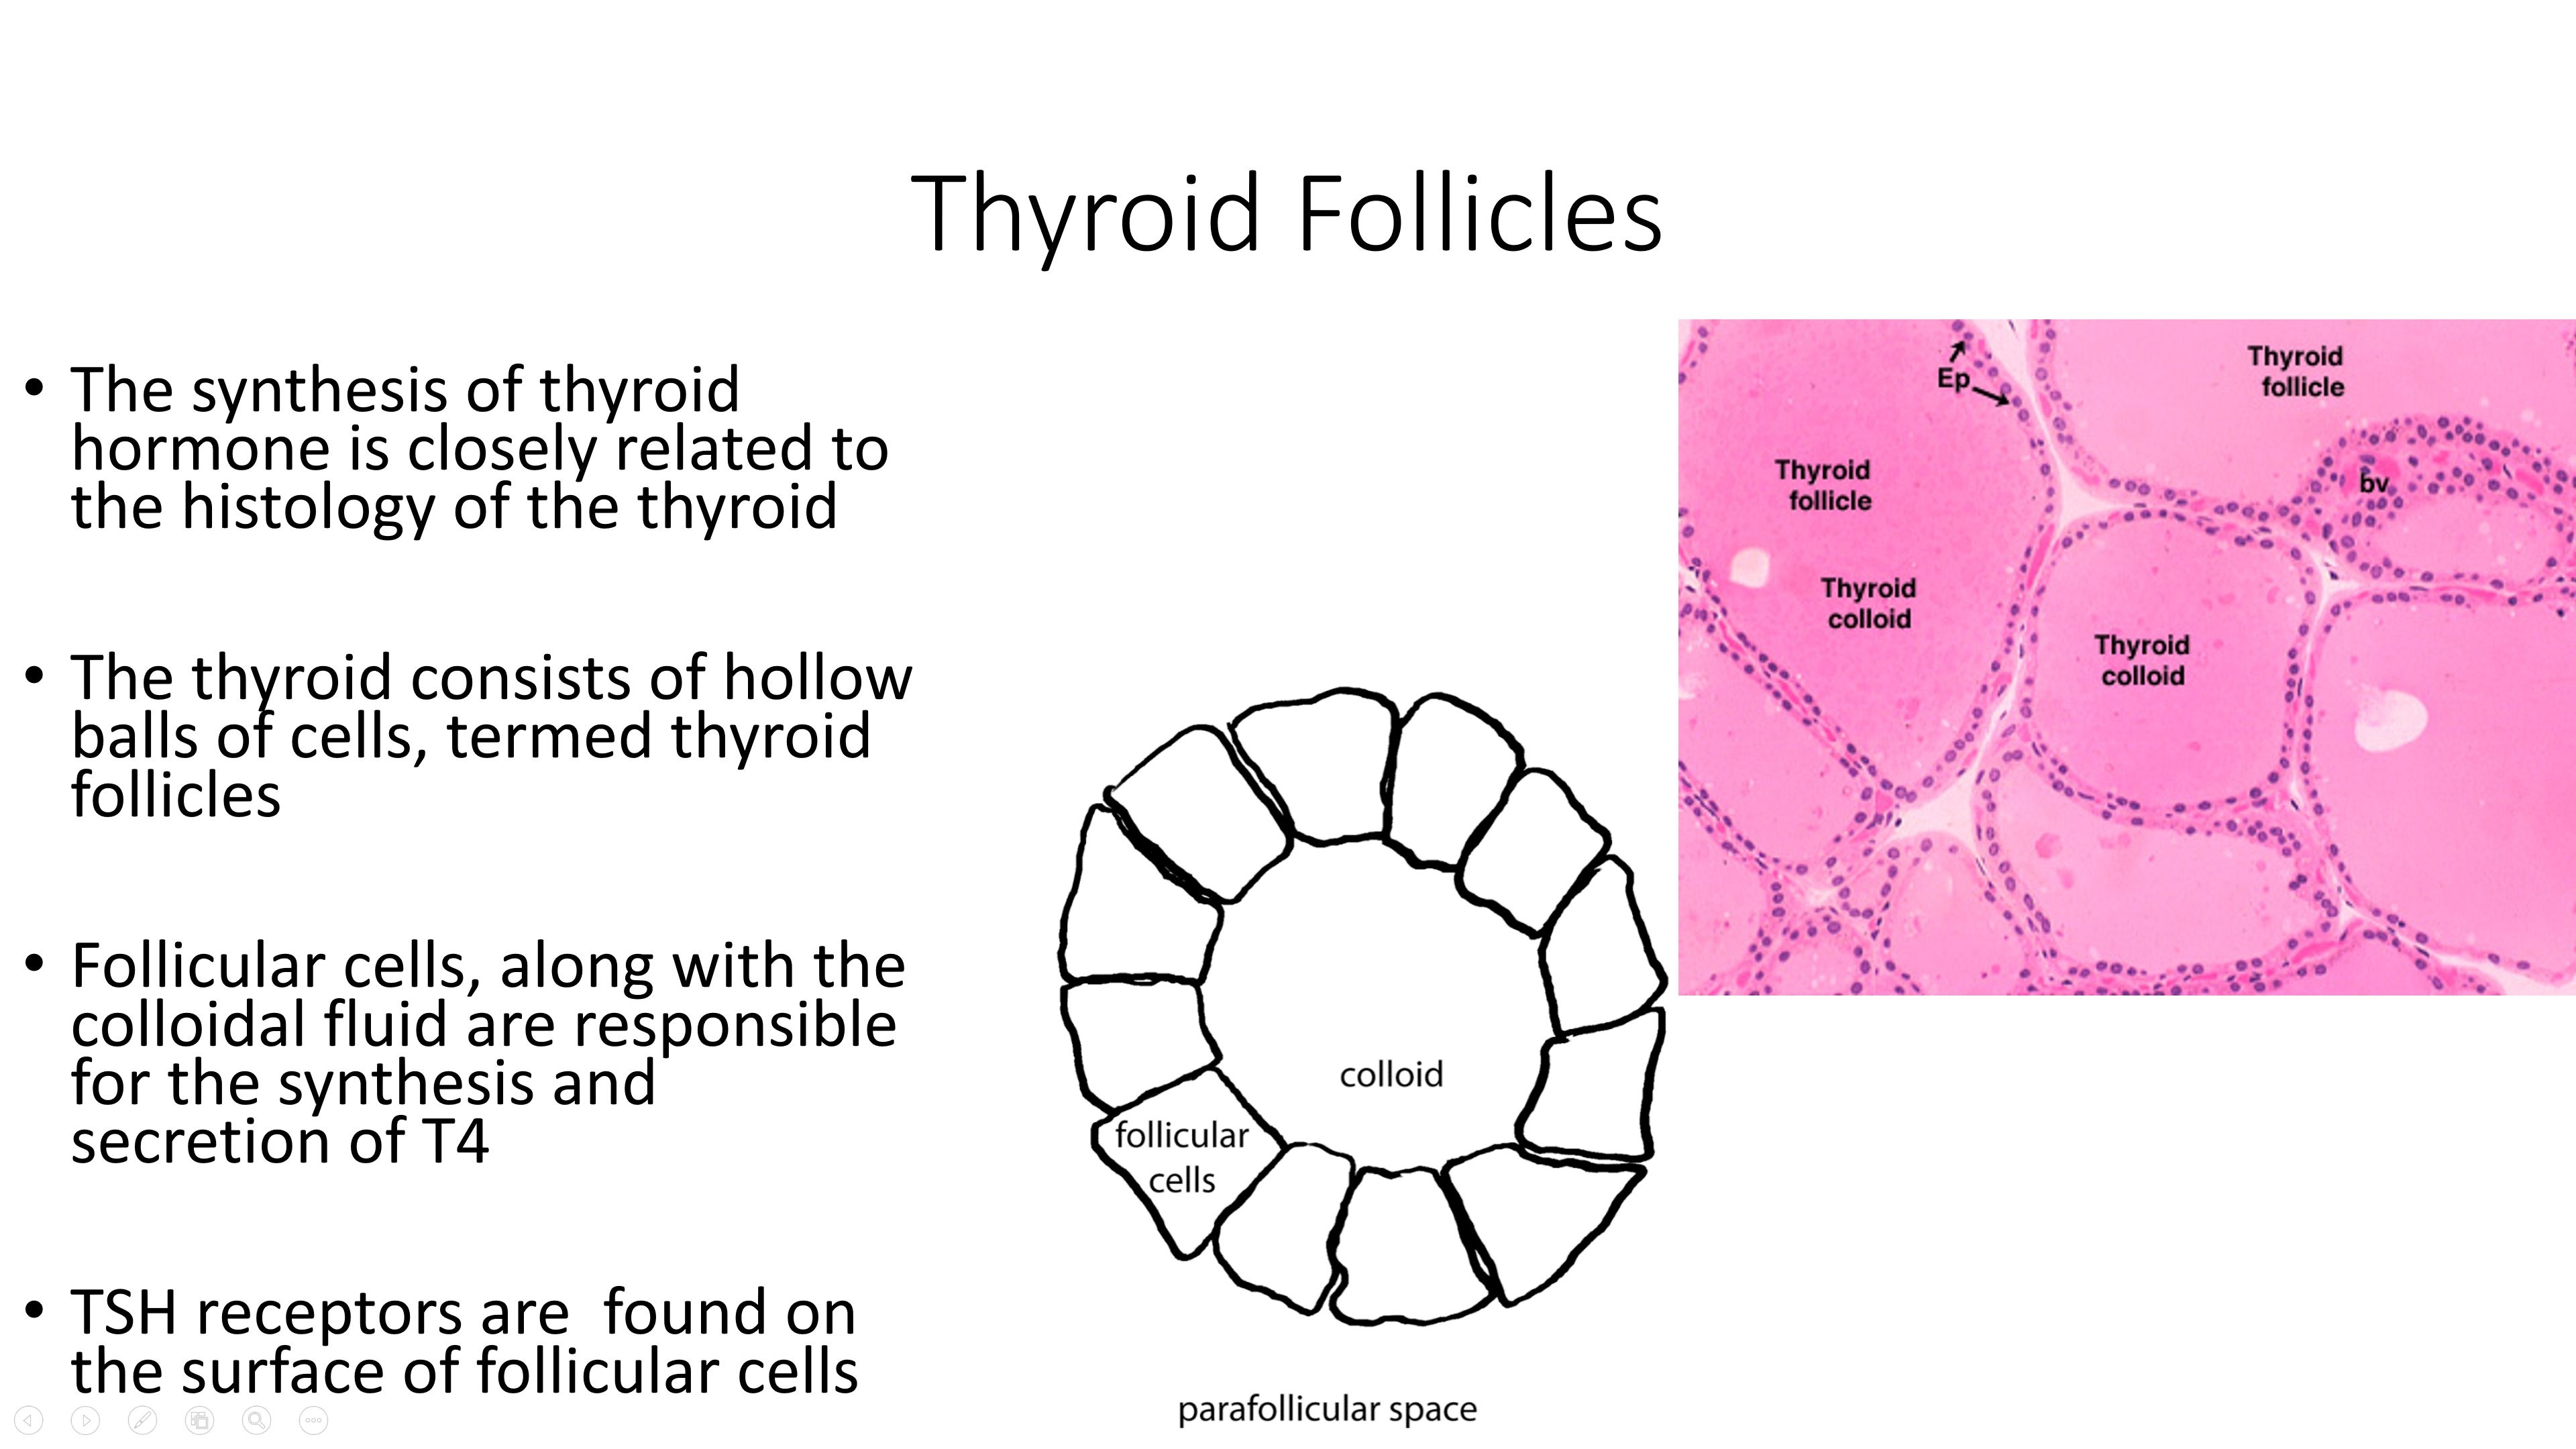 Thyroid Follicles
• The synthesis of thyroid
hormone is closely related to
the histology of the thyroid
• The thyroid consists of hollow
balls of cells, termed thyroid
follicles
• Follicular cells, along with the
colloidal fluid are responsible
for the synthesis and
secretion of T4
• TSH receptors are  found on
the surface of follicular cells
colloid
follicular
cells
parafollicular space
Ep
Thyroid
follicle
Thyroid
follicle
bv
Thyroid
colloid
Thyroid
colloid